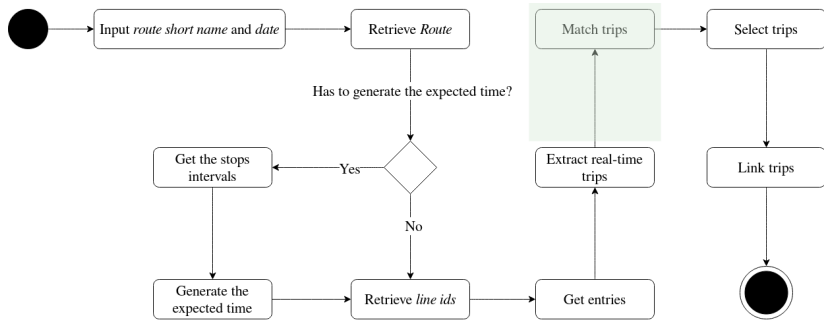 Input route short name and date
Retrieve Route
Has to generate the expected time?
Yes
No
Get the stops
intervals
Generate the
expected time
Retrieve line ids
Get entries
Extract real-time
trips
Match trips
Select trips
Link trips